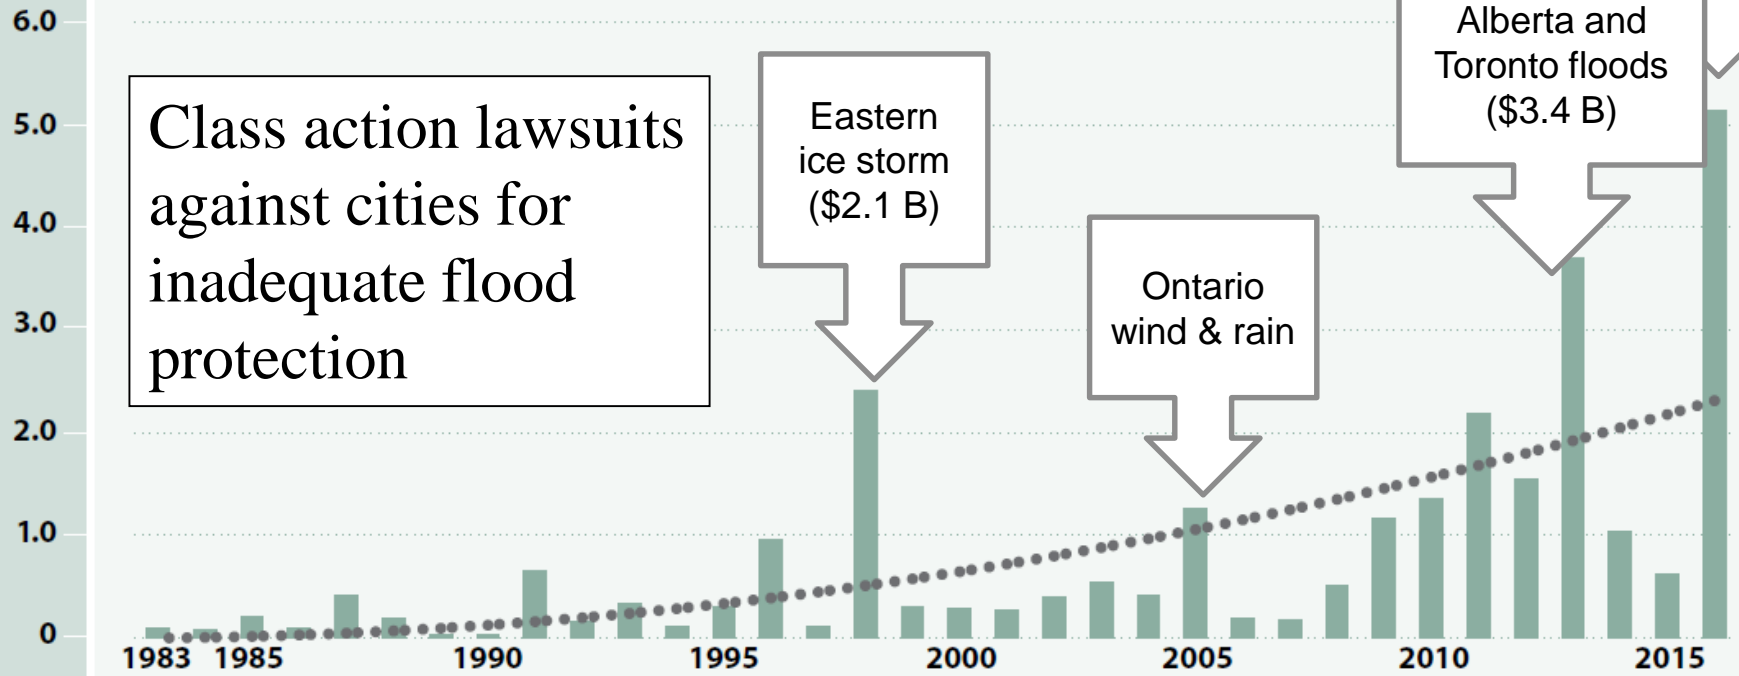 6.0
5.0
4.0
3.0
2.0
1.0
0
Class action lawsuits
against cities for
inadequate flood
protection
Eastern
ice storm
($2.1 B)
Ontario
wind & rain
Alberta and
Toronto floods
($3.4 B)
1983 1985 1990 1995 2000 2005 2010 2015